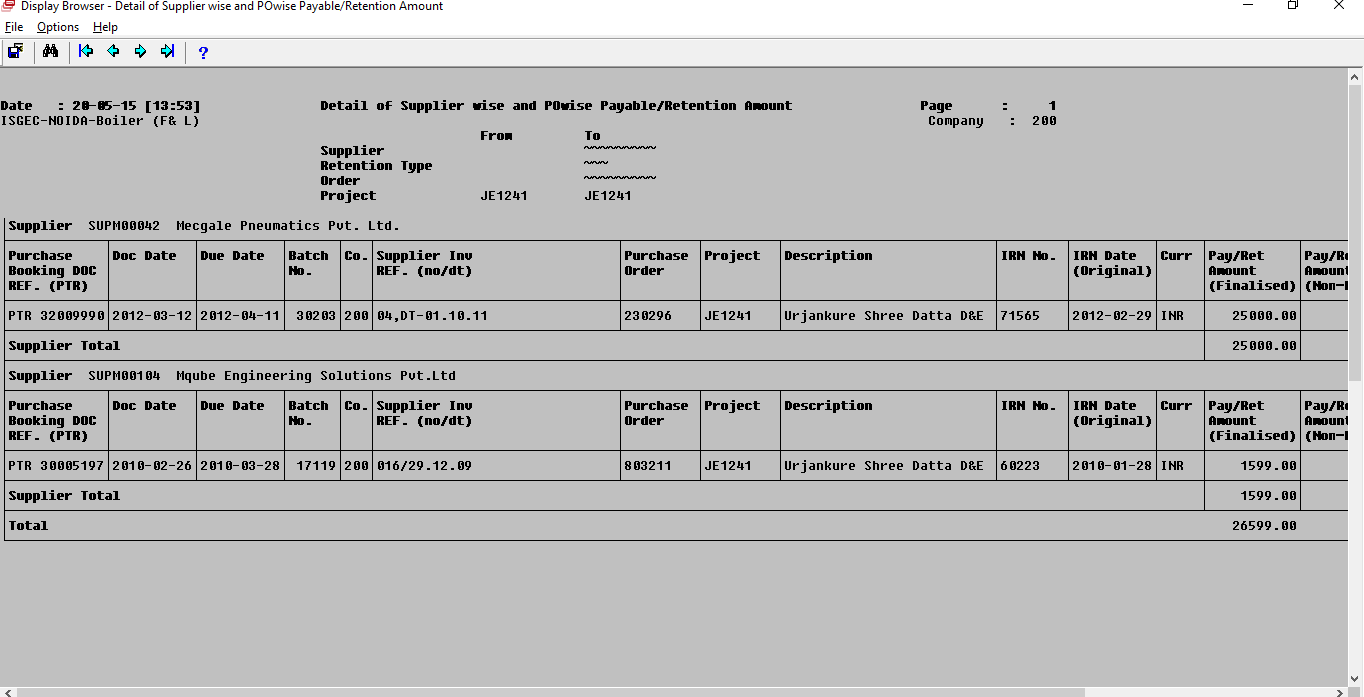 Display Browser - Detail of Supplier wise and POwise Payable/Retention Amount
File Options Help
?
Date : 20-05-15 [13:53] Detail of Supplier wise and POwise Payable/Retention Amount Page : 1
ISGEC-NOIDA-Boiler (F& L) Company : 200
From To
Supplier ~~~~~~~~~
Retention Type ~~~
Order ~~~~~~~~~
Project JE1241 JE1241
Supplier SUPM00042 Mecgale Pneumatics Pvt. Ltd.
Purchase Doc Date Due Date Batch Co. Supplier Inv Purchase Project Description IRN No. IRN Date Curr Pay/Ret
Booking DOC No. REF. (no/dt) Order (Original) Amount Amount
REF. (PTR) (Finalised)
PTR 32009990 2012-03-12 2012-04-11 30203 200 04,DT-01.10.11 230296 JE1241 Urjankure Shree Datta D&E 71565 2012-02-29 INR 25000.00
Supplier Total 25000.00
Supplier SUPM00104 Mqube Engineering Solutions Pvt.Ltd
Purchase Doc Date Due Date Batch Co. Supplier Inv Purchase Project Description IRN No. IRN Date Curr Pay/Ret
Booking DOC No. REF. (no/dt) Order (Original) Amount Amount
REF. (PTR) (Finalised)
PTR 30005197 2010-02-26 2010-03-28 17119 200 016/29.12.09 803211 JE1241 Urjankure Shree Datta D&E 60223 2010-01-28 INR 1599.00
Supplier Total 1599.00
Total 26599.00